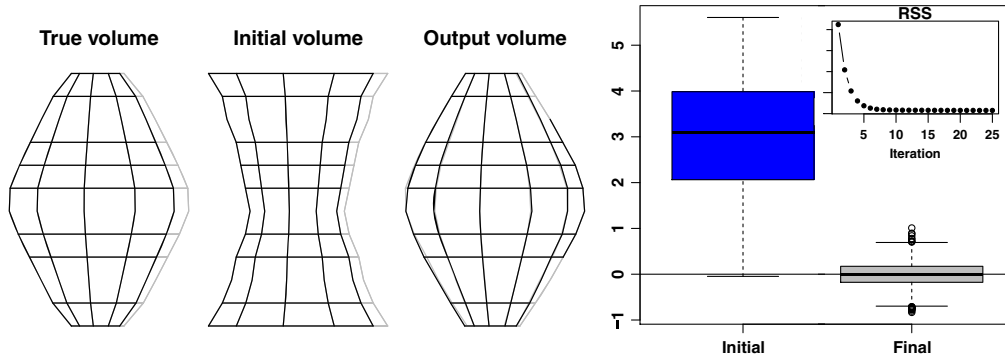 True volume
Initial volume
Output volume
RSS
5
10
15
20
25
Iteration
5
4
3
2
1
0
−1
Initial
Final